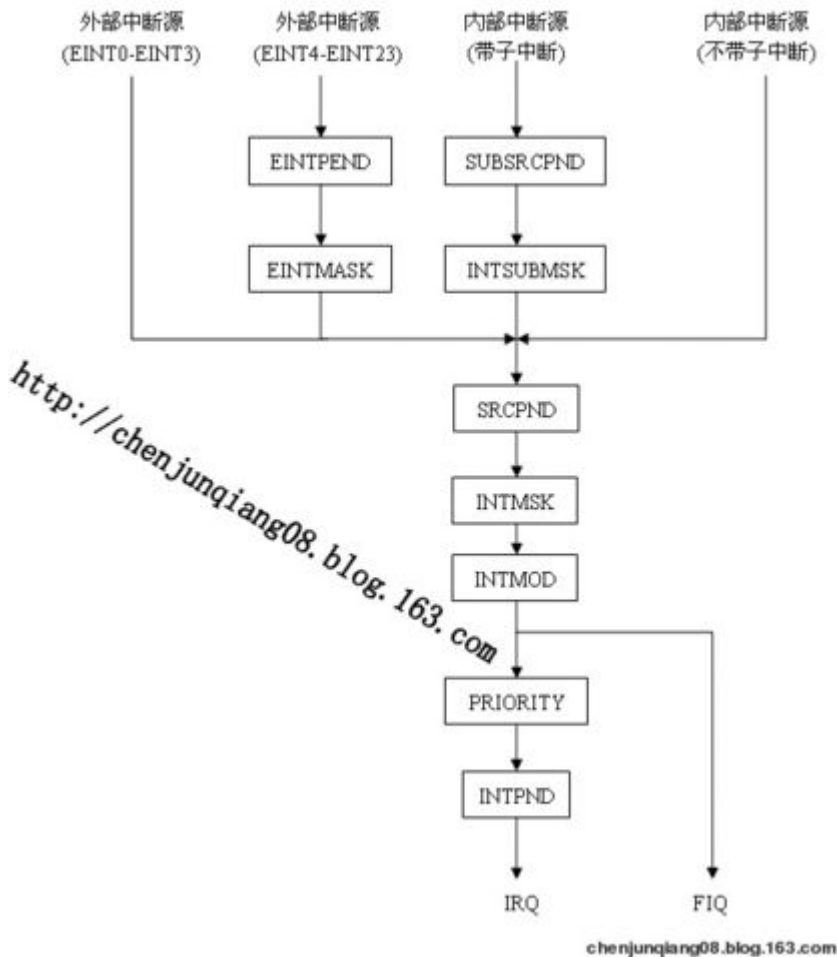 外部中断源
(EINT0-EINT3)
外部中断源
(EINT4-EINT23)
内部中断源
(带子中断)
内部中断源
(不带子中断)
EINTPEND
SUBSRCPND
EINTMASK
INTSUBMSK
SRCPND
INTMSK
INTMOD
http://chenjunqiang08.blog.163.com
PRIORITY
INTPND
IRQ
FIQ
chenjunqiang08.blog.163.com